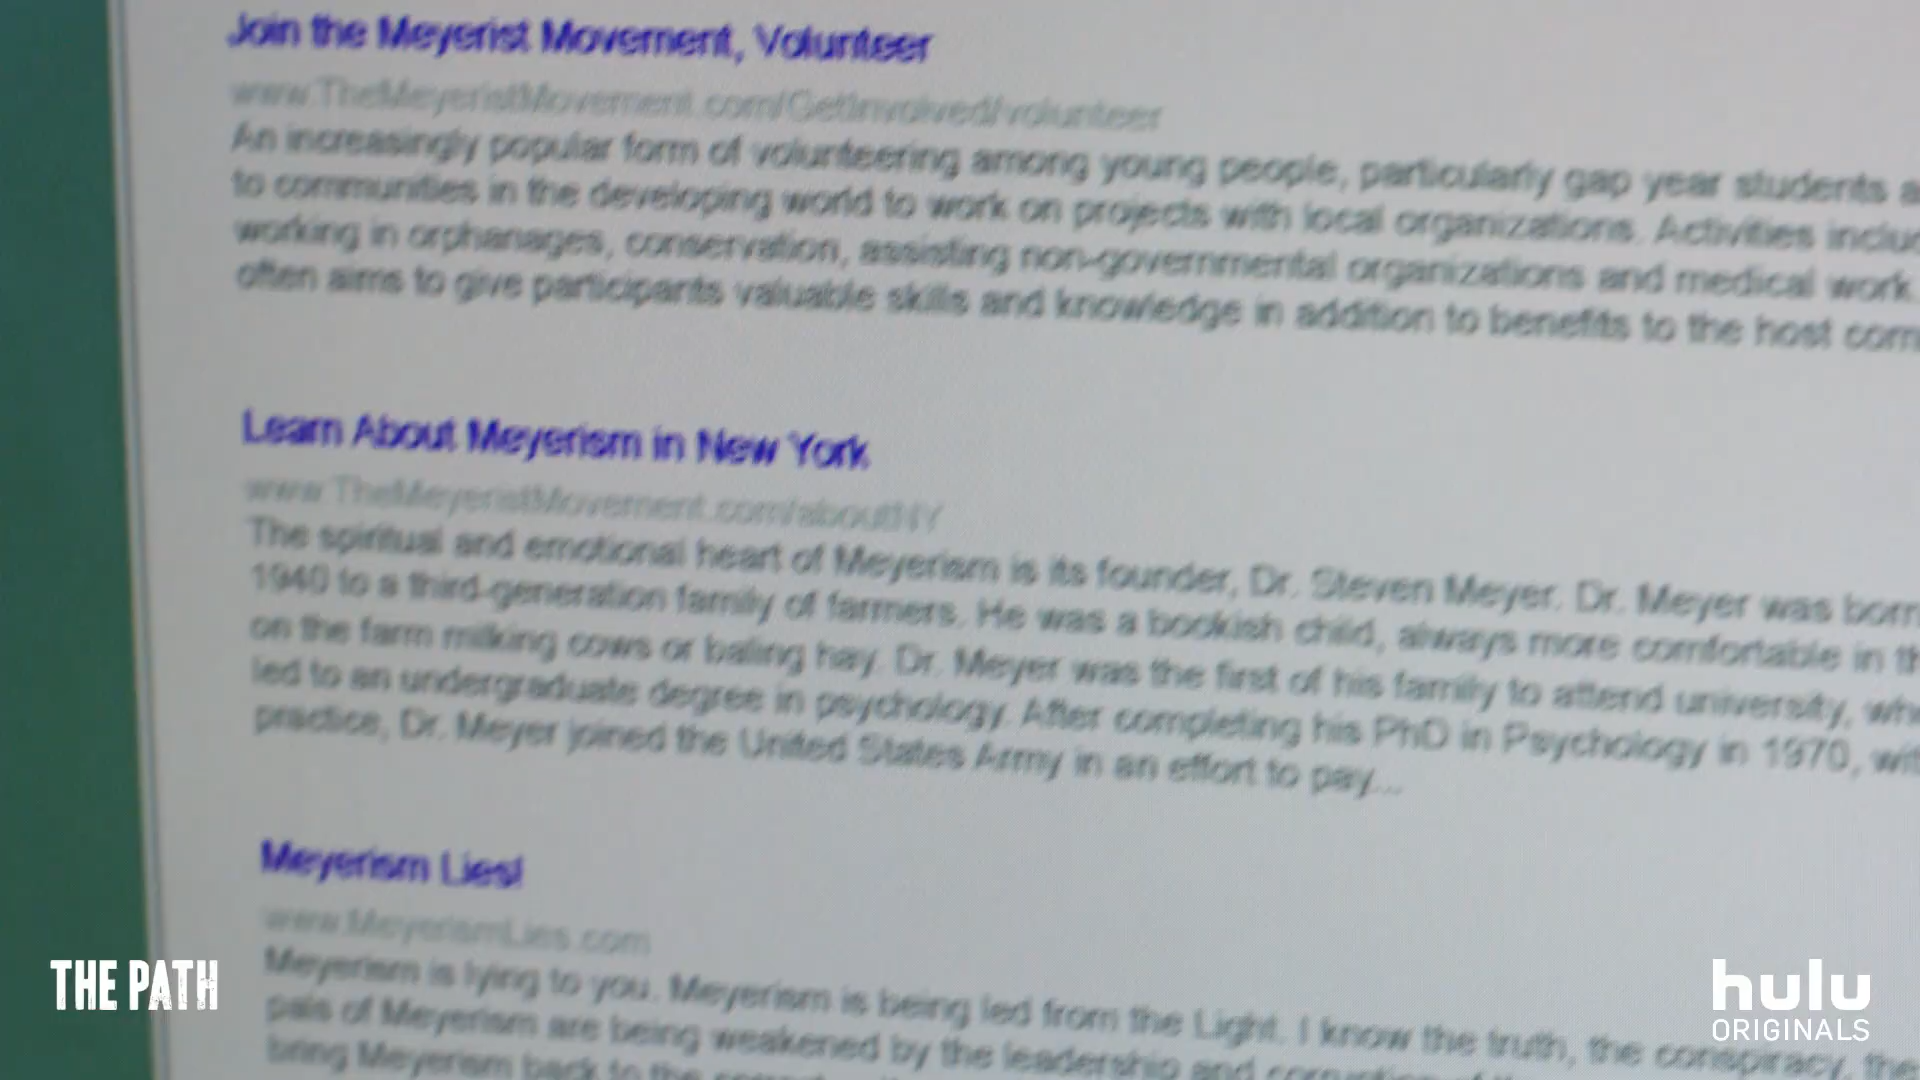 Join the Meyerist Movement, Volunteer
www.TheMeyeristMovement.com/GetInvolved/volunteer
An increasingly popular form of volunteering among young people, particularly gap year students
to communities in the developing world to work on projects with local organizations. Activities
working in orphanages, conservation, assisting non-governmental organizations and medical work.
often aims to give participants valuable skills and knowledge in addition to benefits to the host
Learn About Meyerism in New York
www.TheMeyeristMovement.com/aboutNY
The spiritual and emotional heart of Meyerism is its founder, Dr. Steven Meyer. Dr. Meyer was born
1940 to a third-generation family of farmers. He was a bookish child, always more comfortable in
on the farm milking cows or baling hay. Dr. Meyer was the first of his family to attend university,
led to an undergraduate degree in psychology. After completing his PhD in Psychology in 1970,
practice, Dr. Meyer joined the United States Army in an effort to pay...
Meyerism Lies!
www.MeyerismLies.com
Meyerism is lying to you. Meyerism is being led from the Light. I know the truth, the conspiracy,
of Meyerism are being weakened by the leadership and
bring Meyerism back to the
THE PATH
hulu
ORIGINALS